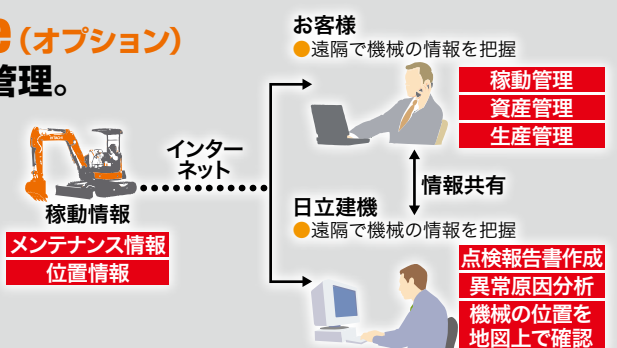 e(オプション)
管理。
お客様
●遠隔で機械の情報を把握
稼動管理
資産管理
生産管理
インター
ネット
稼動情報
メンテナンス情報
位置情報
情報共有
日立建機
●遠隔で機械の情報を把握
点検報告書作成
異常原因分析
機械の位置を
地図上で確認